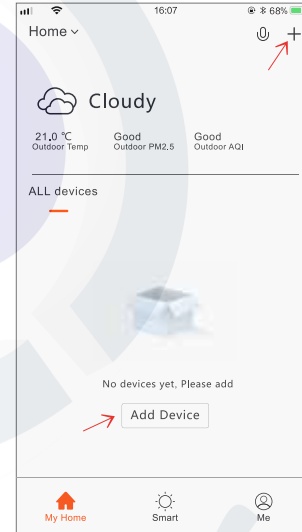 16:07
68%
Home
Cloudy
21.0 °C Good Good
Outdoor Temp Outdoor PM2.5 Outdoor AQI
ALL devices
No devices yet, Please add
Add Device
My Home Smart Me